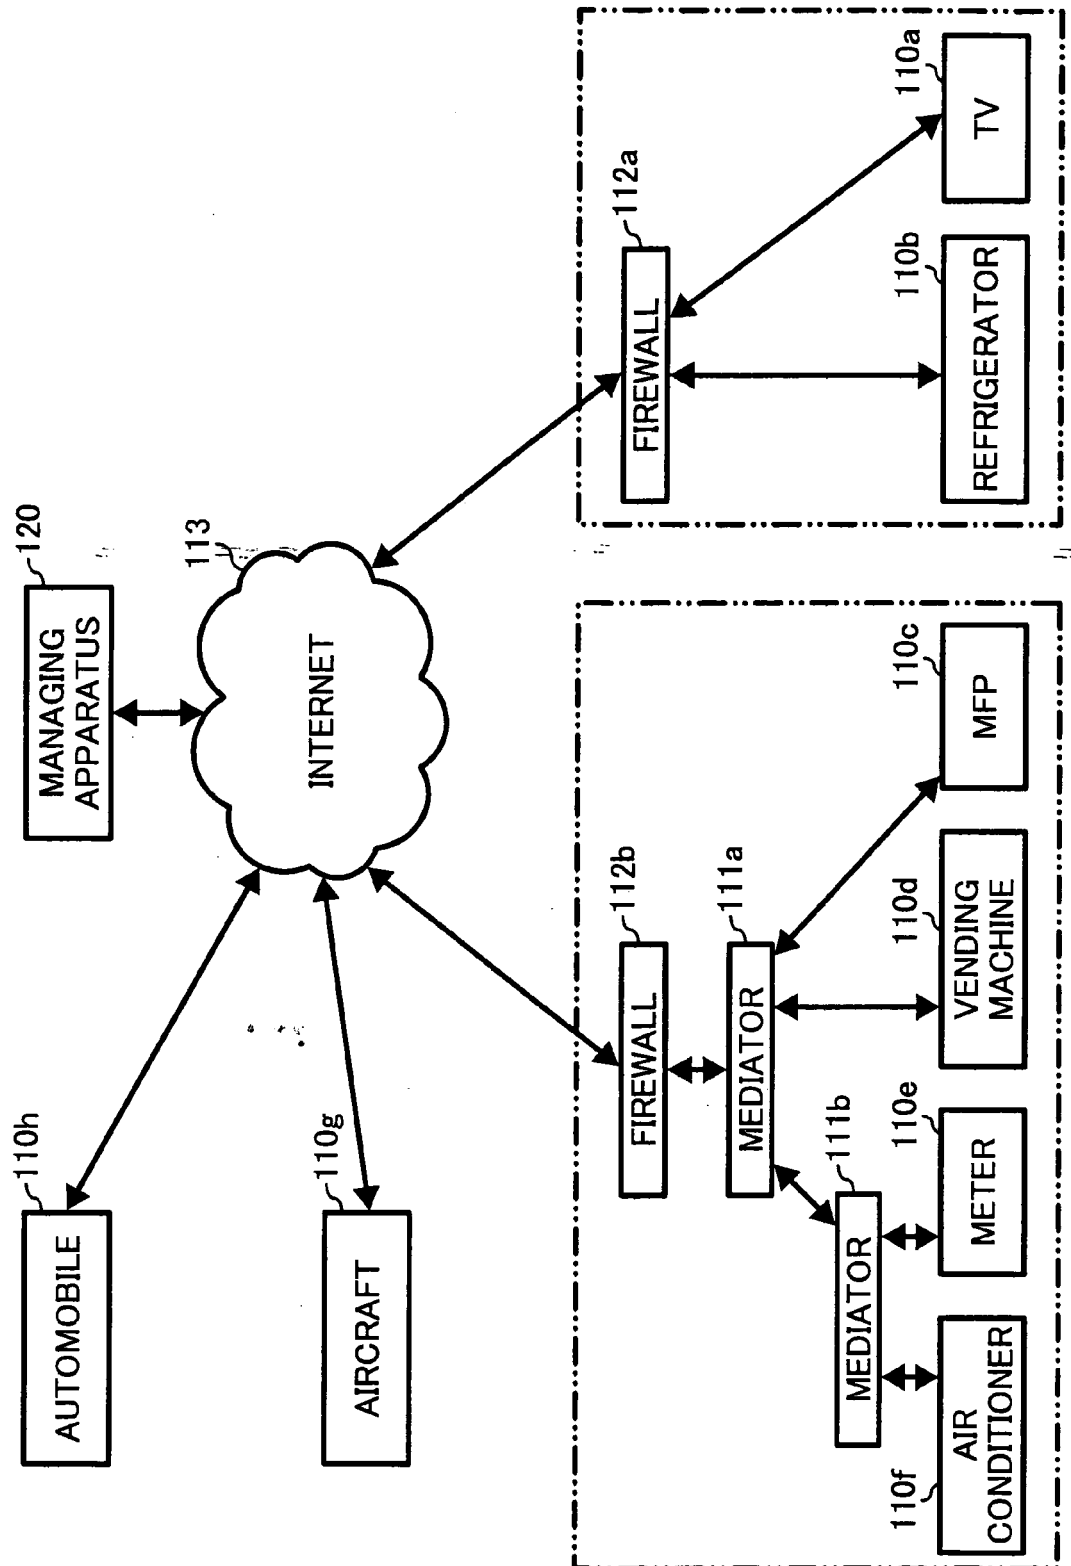 120
MANAGING
APPARATUS
113
INTERNET
110h
AUTOMOBILE
110g
AIRCRAFT
112b
FIREWALL
111a
MEDIATOR
111b
MEDIATOR
110f
AIR
CONDITIONER
110e
METER
110d
VENDING
MACHINE
110c
MFP
112a
FIREWALL
110b
REFRIGERATOR
110a
TV